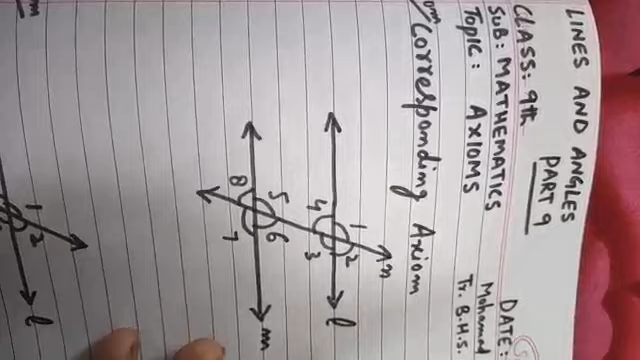 LINES AND ANGLES
PART 9
CLASS: 9th DATE:
SUB: MATHEMATICS Mohamad
TOPIC: AXIOMS Tr. B.H.S.
Corresponding Axiom
n
1
2
4
3
l
5
6
8
7
m
1
2
l